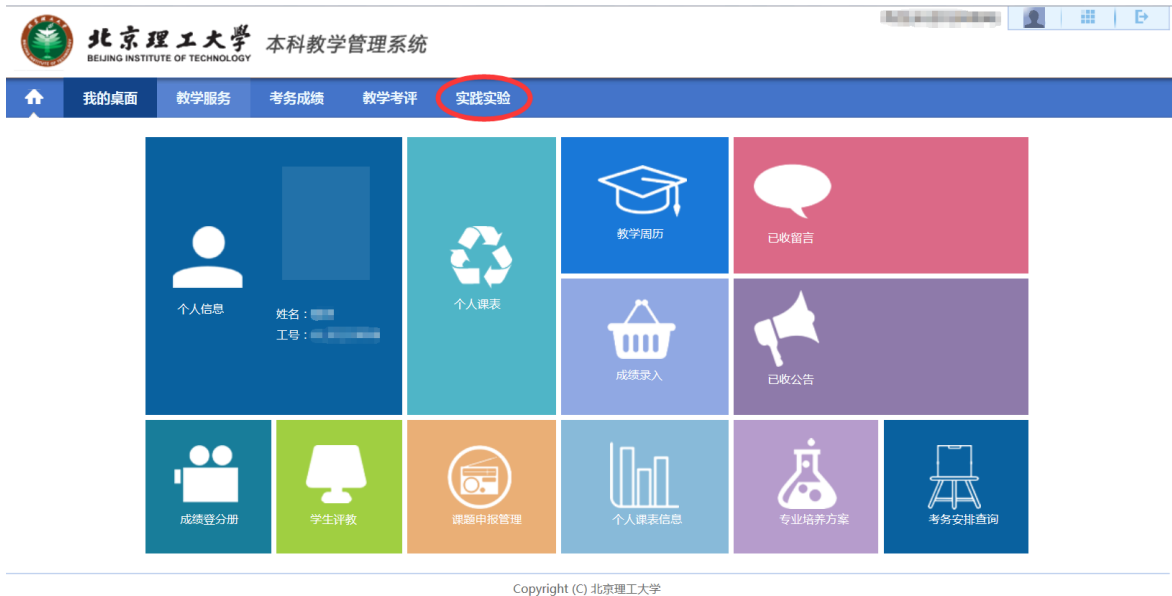 北京理工大学
BEIJING INSTITUTE OF TECHNOLOGY
本科教学管理系统
我的桌面 教学服务 考务成绩 教学考评 实践实验
个人信息
姓名：
工号：
个人课表
教学周历
已收留言
成绩录入
已收公告
成绩登分册
学生评教
课题申报管理
个人课表信息
专业培养方案
考务安排查询
Copyright (C) 北京理工大学